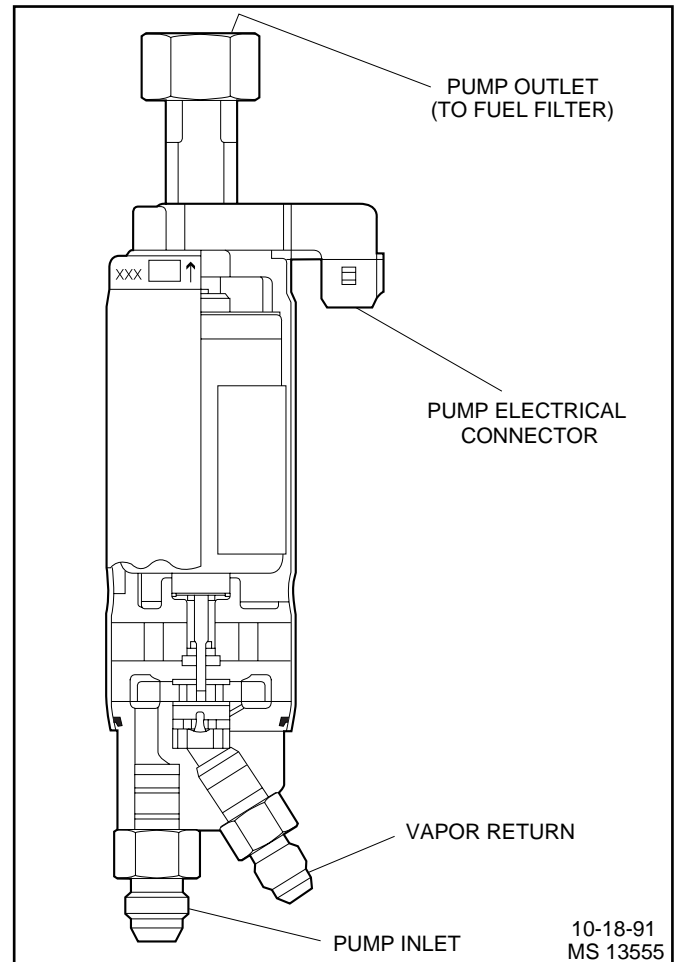 PUMP OUTLET
(TO FUEL FILTER)
XXX
PUMP ELECTRICAL
CONNECTOR
VAPOR RETURN
PUMP INLET
10-18-91
MS 13555